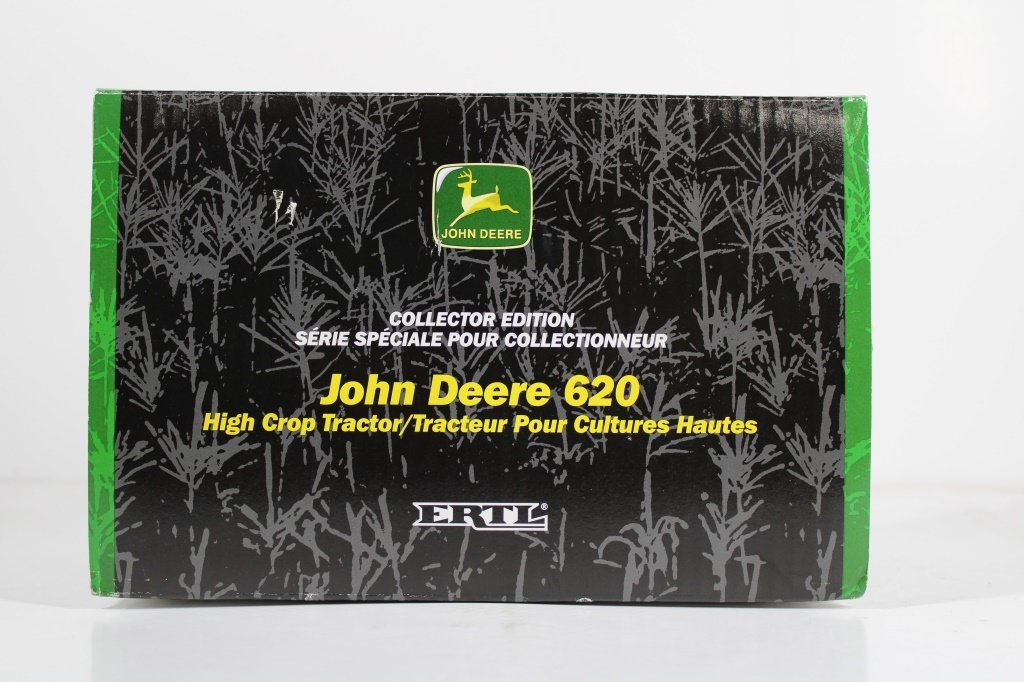 JOHN DEERE
COLLECTOR EDITION
SÉRIE SPÉCIALE POUR COLLECTIONNEUR
John Deere 620
High Crop Tractor/Tracteur Pour Cultures Hautes
ERTL®